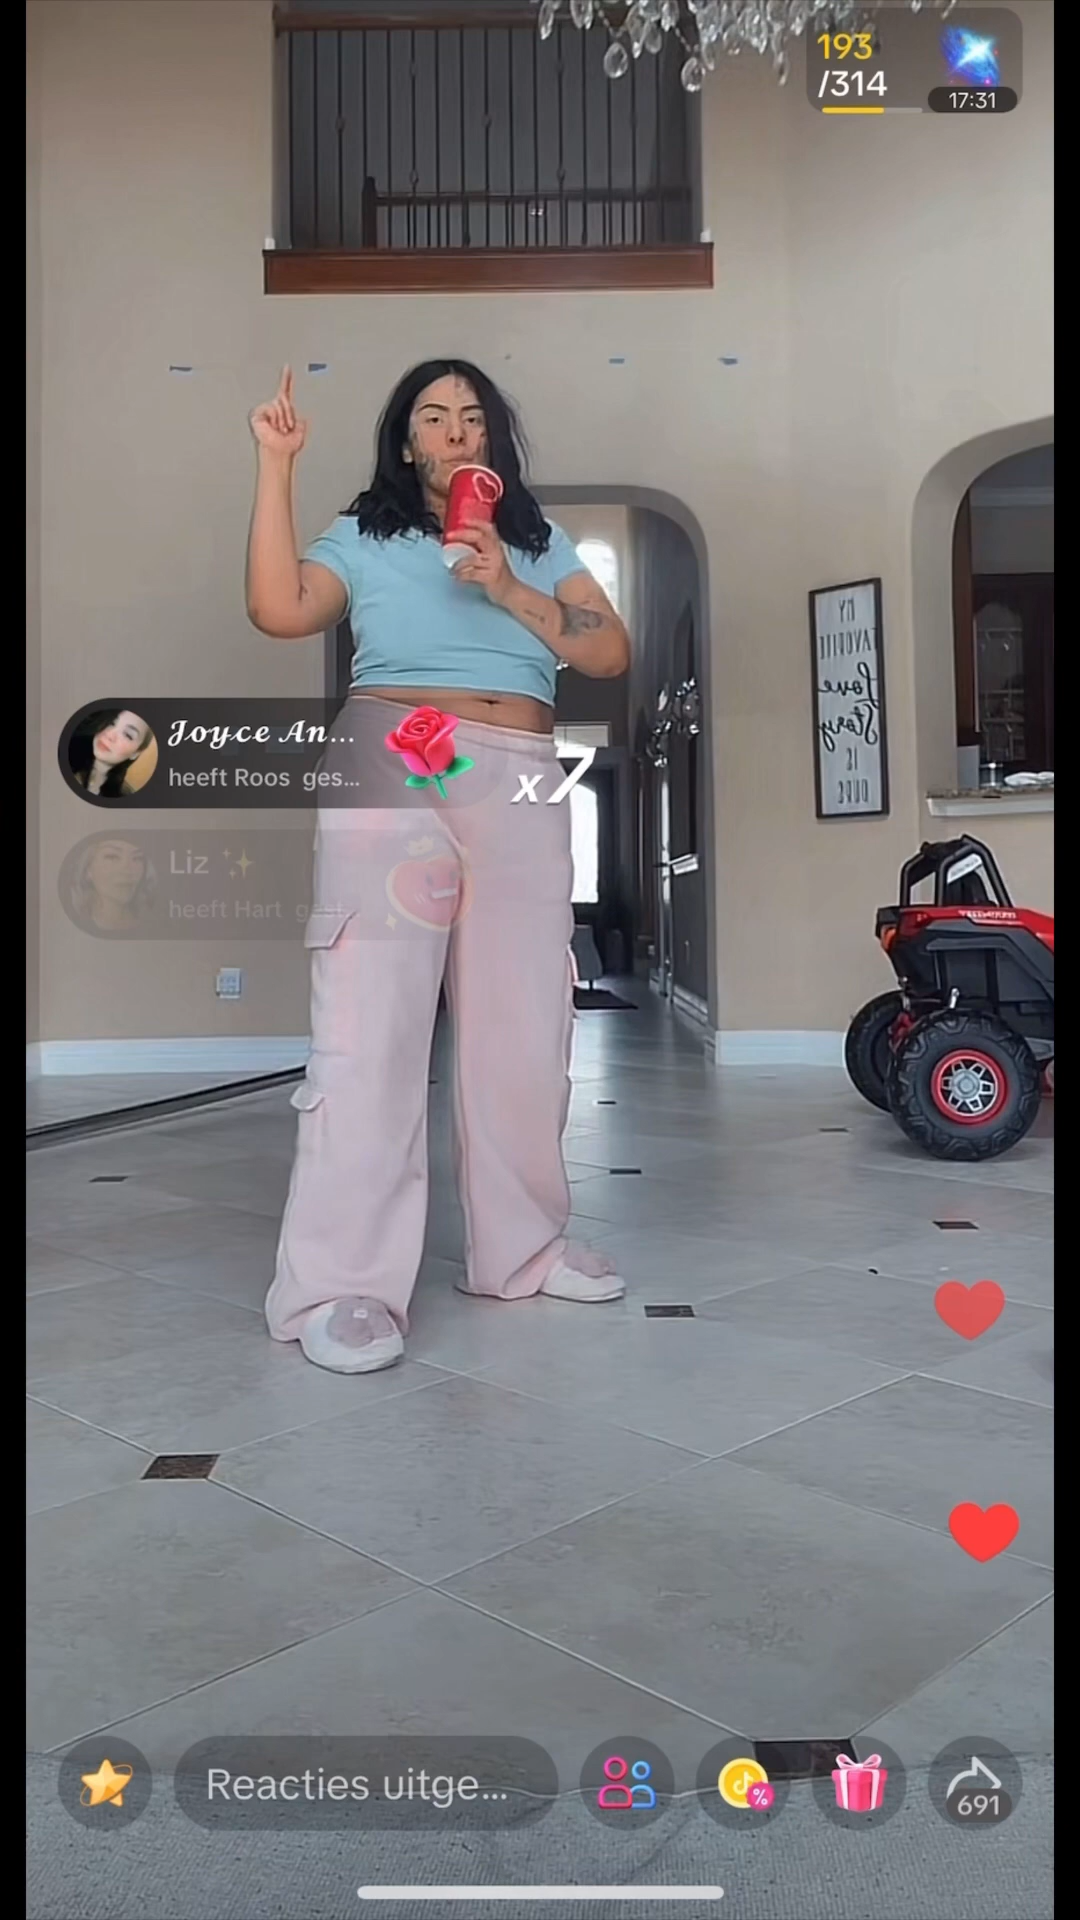 193
/314
17:31
MY
FAVORITE
Love
Story
IS
OURS
Joyce An...
heeft Roos ges...
x7
Liz ✨
heeft Hart gest...
Reacties uitge...
%
691